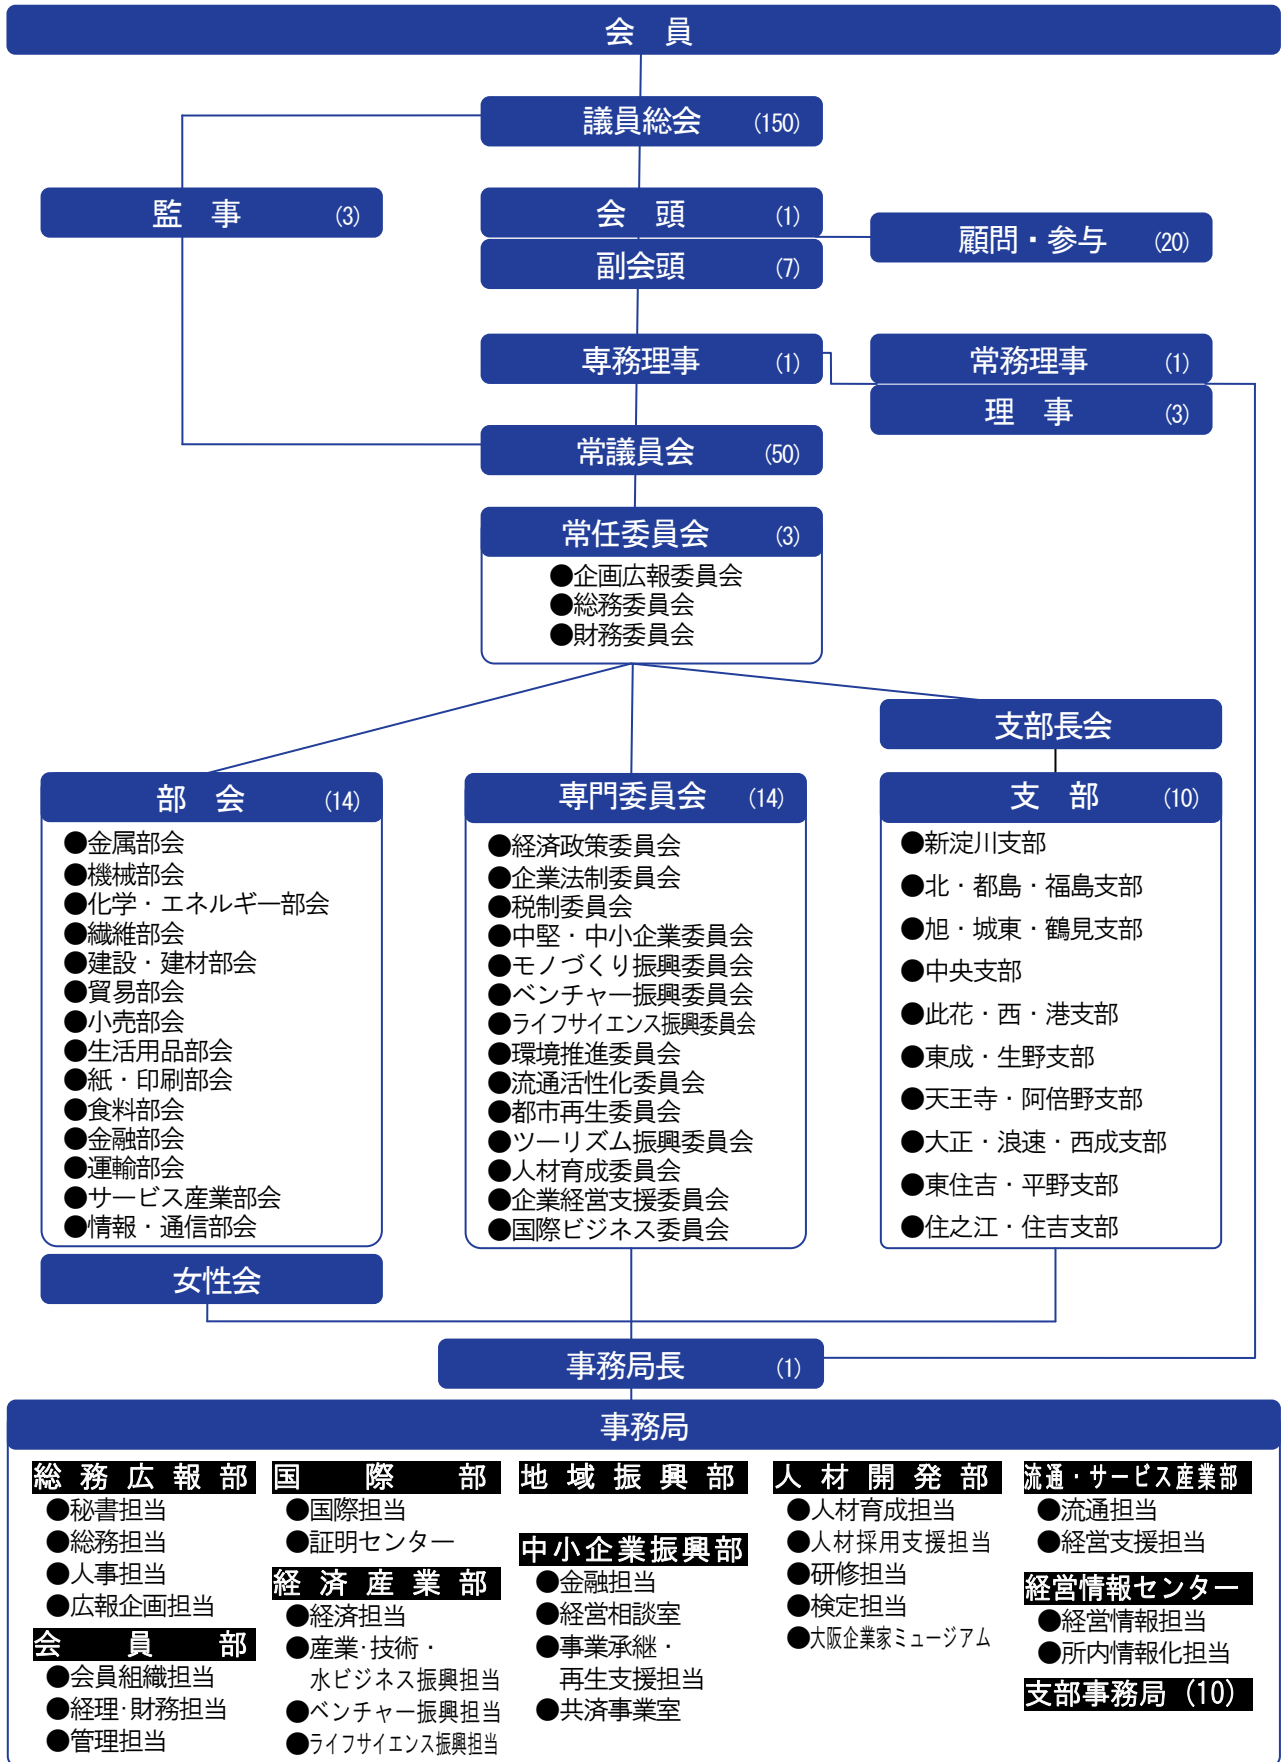 会　員
議員総会 (150)
監　事 (3)
会　頭 (1)
副会頭 (7)
顧問・参与 (20)
専務理事 (1)
常務理事 (1)
理　事 (3)
常議員会 (50)
常任委員会 (3)
●企画広報委員会
●総務委員会
●財務委員会
部　会 (14)
●金属部会
●機械部会
●化学・エネルギー部会
●繊維部会
●建設・建材部会
●貿易部会
●小売部会
●生活用品部会
●紙・印刷部会
●食料部会
●金融部会
●運輸部会
●サービス産業部会
●情報・通信部会
女性会
専門委員会 (14)
●経済政策委員会
●企業法制委員会
●税制委員会
●中堅・中小企業委員会
●モノづくり振興委員会
●ベンチャー振興委員会
●ライフサイエンス振興委員会
●環境推進委員会
●流通活性化委員会
●都市再生委員会
●ツーリズム振興委員会
●人材育成委員会
●企業経営支援委員会
●国際ビジネス委員会
支部長会
支　部 (10)
●新淀川支部
●北・都島・福島支部
●旭・城東・鶴見支部
●中央支部
●此花・西・港支部
●東成・生野支部
●天王寺・阿倍野支部
●大正・浪速・西成支部
●東住吉・平野支部
●住之江・住吉支部
事務局長 (1)
事務局
総務広報部
●秘書担当
●総務担当
●人事担当
●広報企画担当
会員部
●会員組織担当
●経理・財務担当
●管理担当
国際部
●国際担当
●証明センター
経済産業部
●経済担当
●産業・技術・
水ビジネス振興担当
●ベンチャー振興担当
●ライフサイエンス振興担当
地域振興部
中小企業振興部
●金融担当
●経営相談室
●事業承継・
再生支援担当
●共済事業室
人材開発部
●人材育成担当
●人材採用支援担当
●研修担当
●検定担当
●大阪企業家ミュージアム
流通・サービス産業部
●流通担当
●経営支援担当
経営情報センター
●経営情報担当
●所内情報化担当
支部事務局（10）